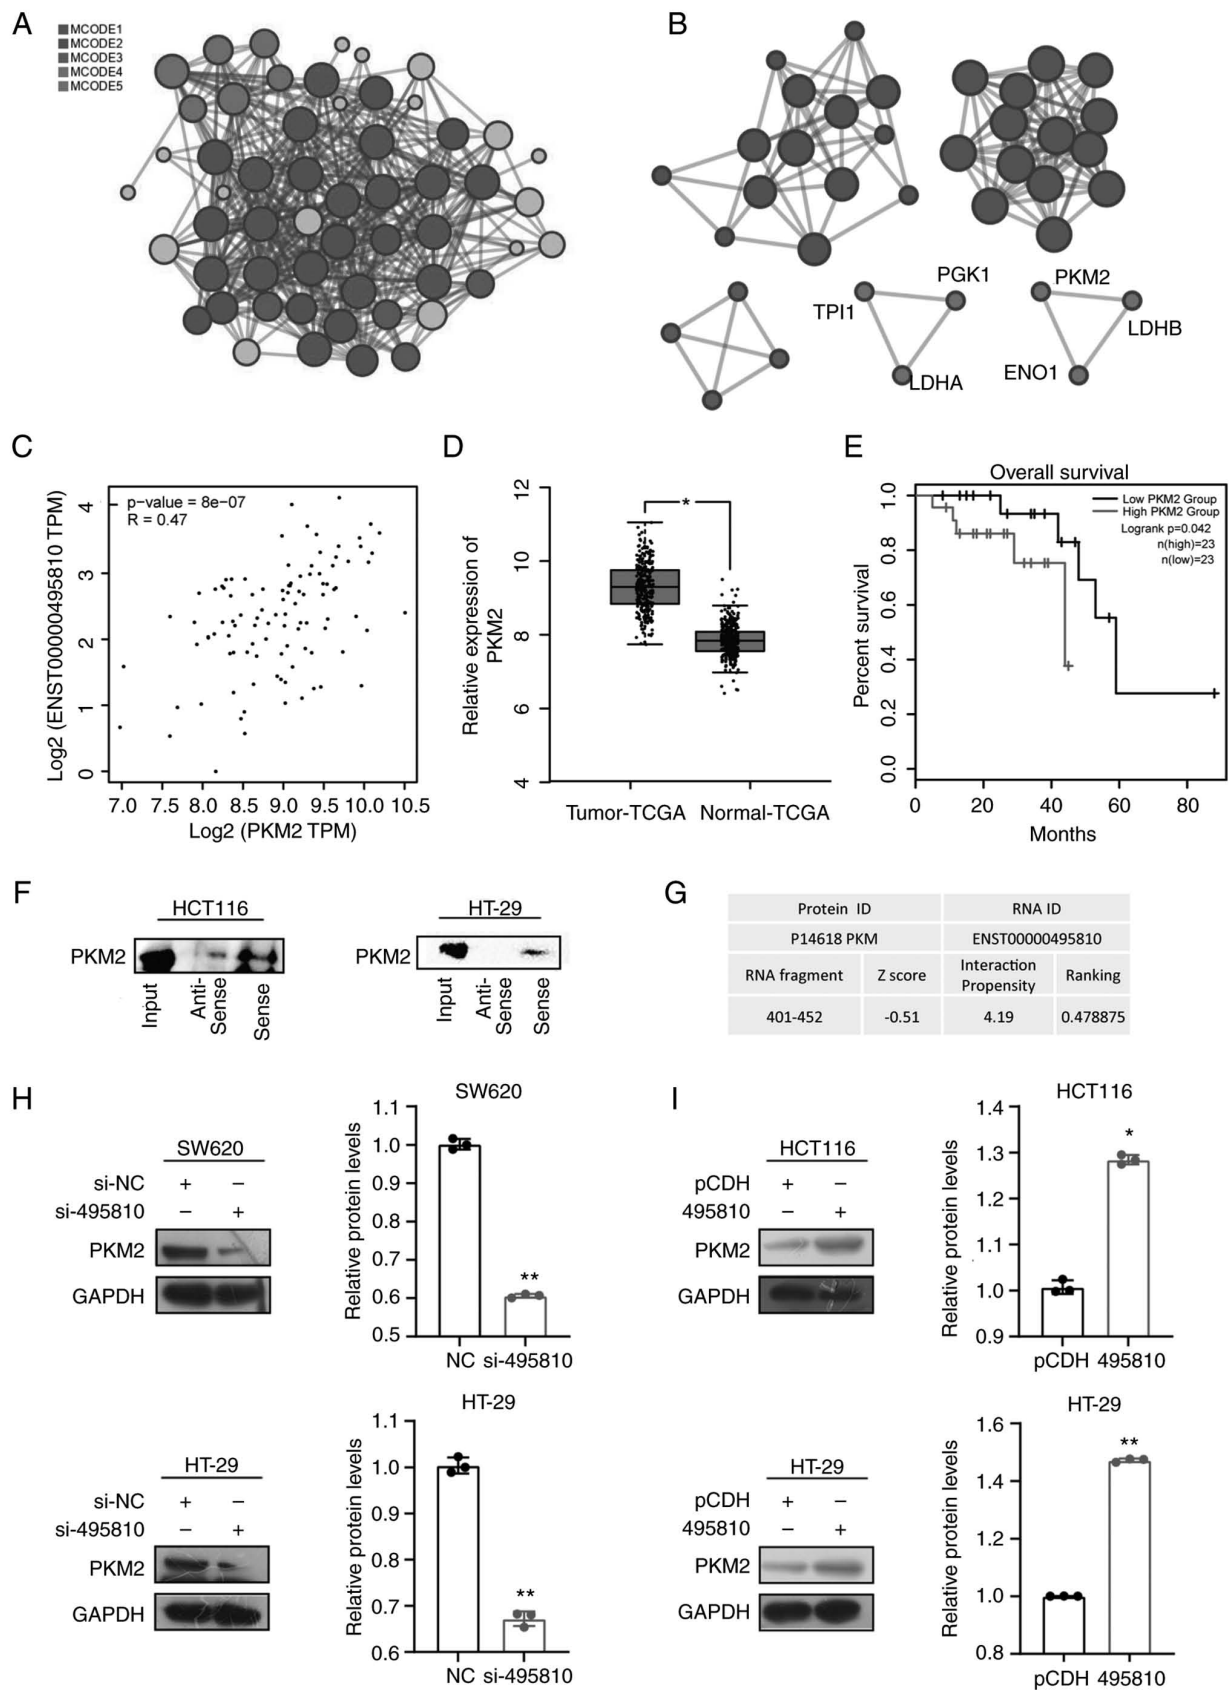 A
MCODE1
MCODE2
MCODE3
MCODE4
MCODE5
B
PGK1
TPI1
LDHA
PKM2
LDHB
ENO1
C
p-value = 8e−07
R = 0.47
Log2 (ENST00000495810 TPM)
4
3
2
1
0
7.0 7.5 8.0 8.5 9.0 9.5 10.0 10.5
Log2 (PKM2 TPM)
D
Relative expression of
PKM2
12
10
8
6
4
*
Tumor-TCGA Normal-TCGA
E
Overall survival
Low PKM2 Group
High PKM2 Group
Logrank p=0.042
n(high)=23
n(low)=23
Percent survival
1.0
0.8
0.6
0.4
0.2
0.0
0 20 40 60 80
Months
F
HCT116
PKM2
Input
Anti-
Sense
Sense
HT-29
PKM2
Input
Anti-
Sense
Sense
G
Protein ID RNA ID
P14618 PKM ENST00000495810
RNA fragment Z score Interaction Propensity Ranking
401-452 -0.51 4.19 0.478875
H
SW620
si-NC + −
si-495810 − +
PKM2
GAPDH
SW620
Relative protein levels
1.1
1.0
0.9
0.8
0.7
0.6
0.5
**
NC si-495810
HT-29
si-NC + −
si-495810 − +
PKM2
GAPDH
HT-29
Relative protein levels
1.1
1.0
0.9
0.8
0.7
0.6
**
NC si-495810
I
HCT116
pCDH + −
495810 − +
PKM2
GAPDH
HCT116
Relative protein levels
1.4
1.3
1.2
1.1
1.0
0.9
*
pCDH 495810
HT-29
pCDH + −
495810 − +
PKM2
GAPDH
HT-29
Relative protein levels
1.6
1.4
1.2
1.0
0.8
**
pCDH 495810